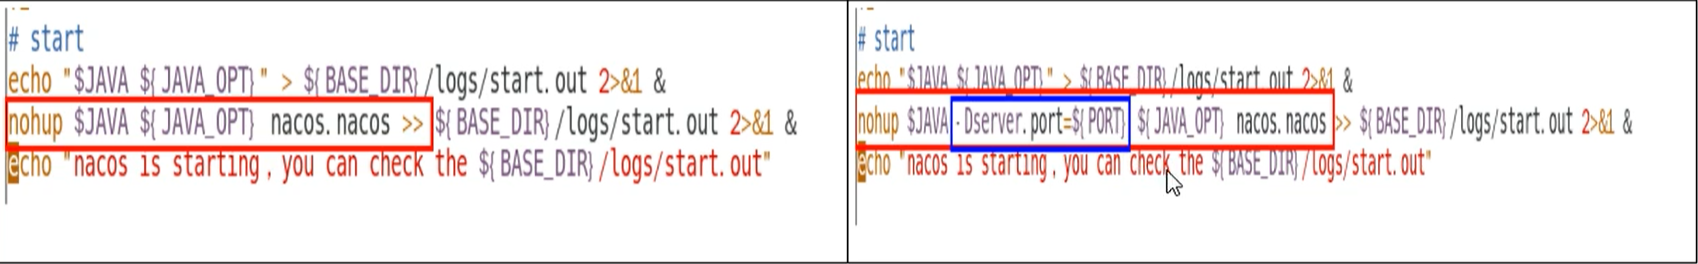 # start
echo "$JAVA ${JAVA_OPT}" > ${BASE_DIR}/logs/start.out 2>&1 &
nohup $JAVA ${JAVA_OPT} nacos.nacos >> ${BASE_DIR}/logs/start.out 2>&1 &
echo "nacos is starting,you can check the ${BASE_DIR}/logs/start.out"
# start
echo "$JAVA ${JAVA_OPT}" > ${BASE_DIR}/logs/start.out 2>&1 &
nohup $JAVA -Dserver.port=${PORT} ${JAVA_OPT} nacos.nacos >> ${BASE_DIR}/logs/start.out 2>&1 &
echo "nacos is starting,you can check the ${BASE_DIR}/logs/start.out"